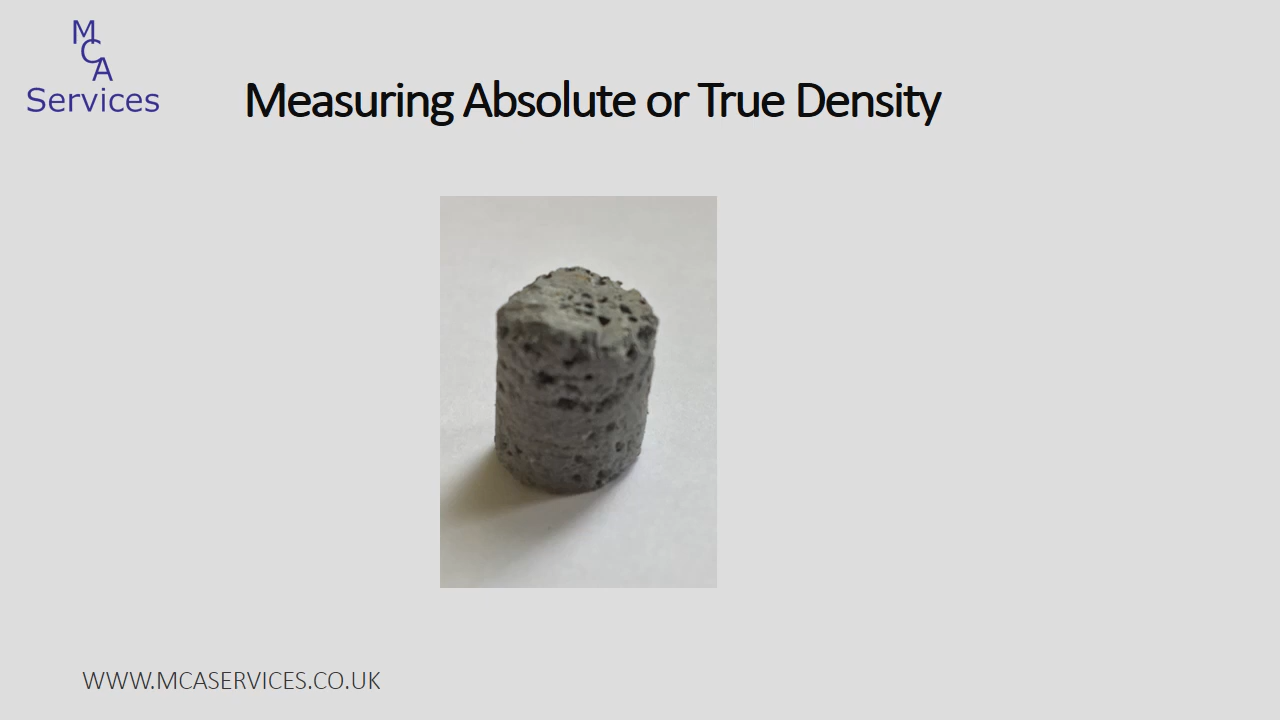 M
C
A
Services
Measuring Absolute or True Density
WWW.MCASERVICES.CO.UK